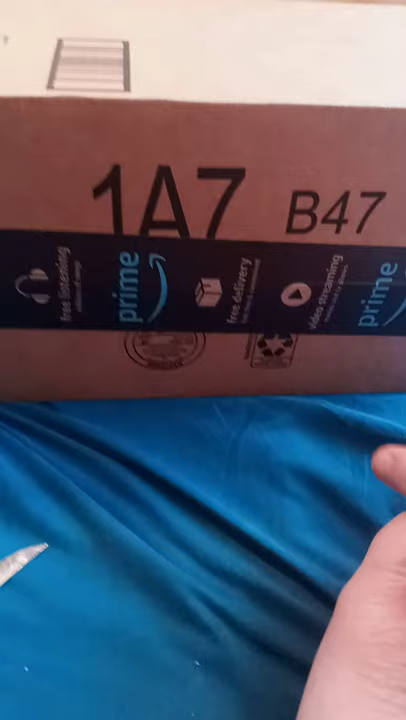 1A7 B47
free listening
prime
free delivery
video streaming
prime